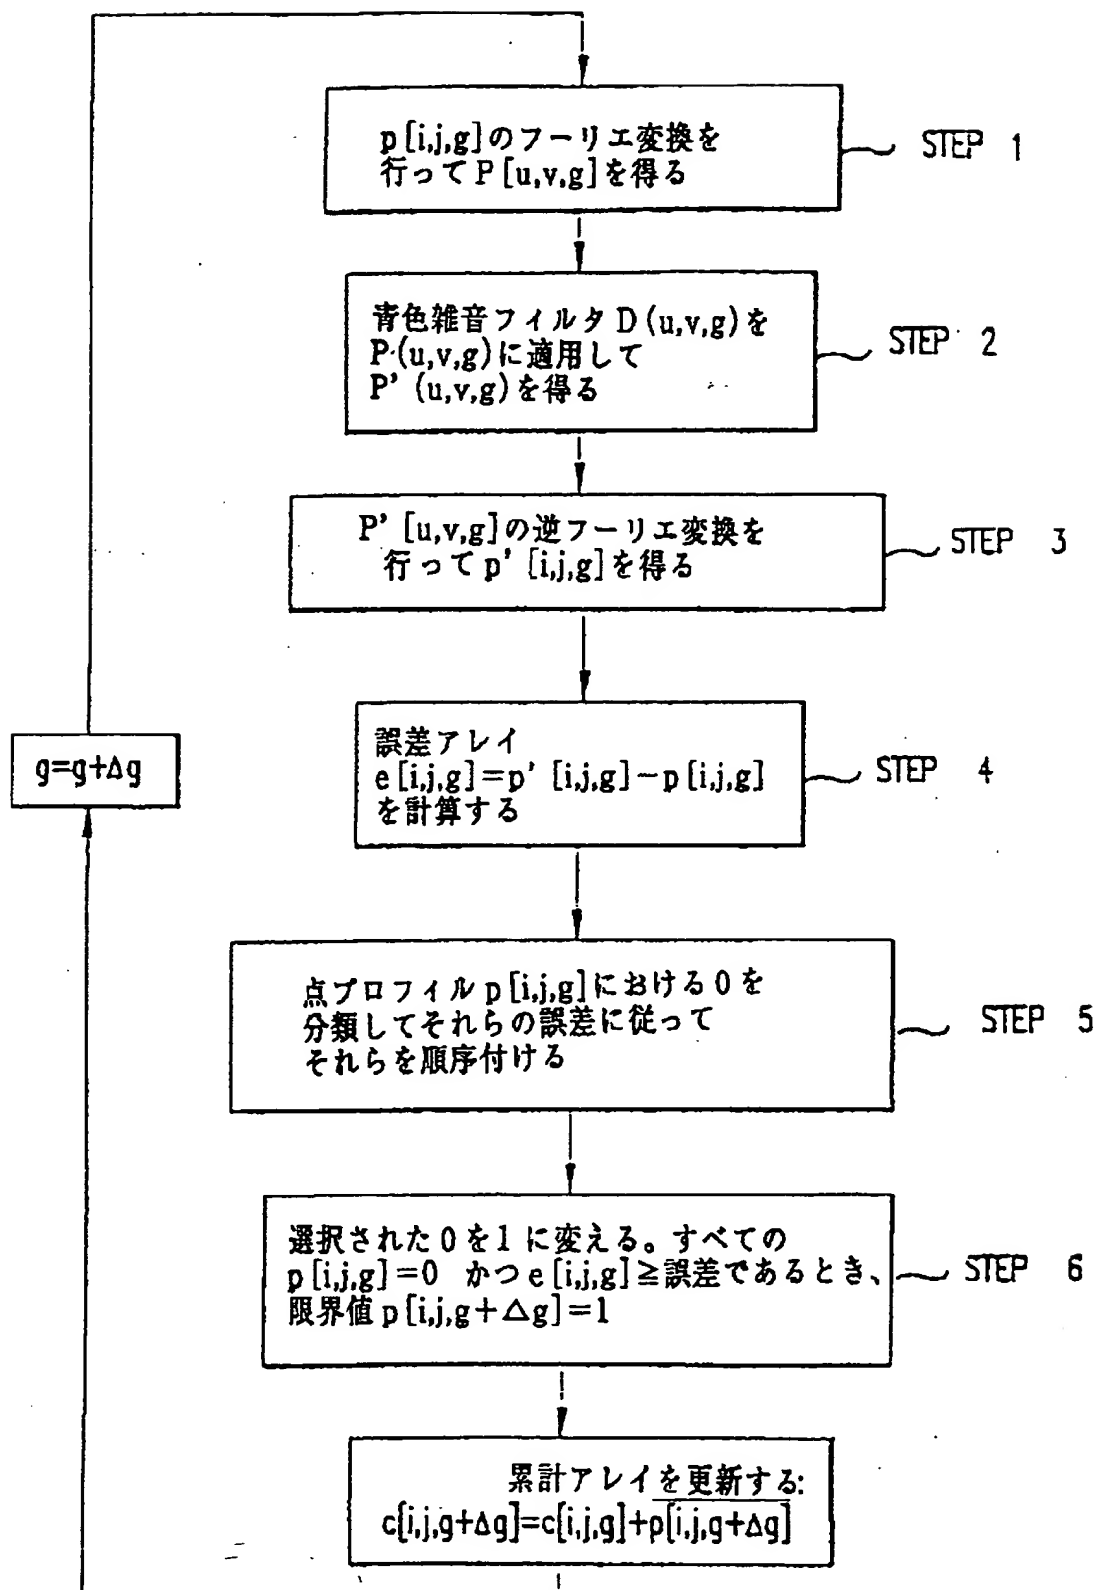 p[i,j,g]のフーリエ変換を
行ってP[u,v,g]を得る
STEP 1
青色雑音フィルタD(u,v,g)を
P(u,v,g)に適用して
P'(u,v,g)を得る
STEP 2
P'[u,v,g]の逆フーリエ変換を
行ってp'[i,j,g]を得る
STEP 3
誤差アレイ
e[i,j,g]=p'[i,j,g]-p[i,j,g]
を計算する
STEP 4
g=g+Δg
点プロフィルp[i,j,g]における0を
分類してそれらの誤差に従って
それらを順序付ける
STEP 5
選択された0を1に変える。すべての
p[i,j,g]=0 かつe[i,j,g]≧誤差であるとき、
限界値p[i,j,g+△g]=1
STEP 6
累計アレイを更新する:
c[i,j,g+Δg]=c[i,j,g]+p[i,j,g+Δg]